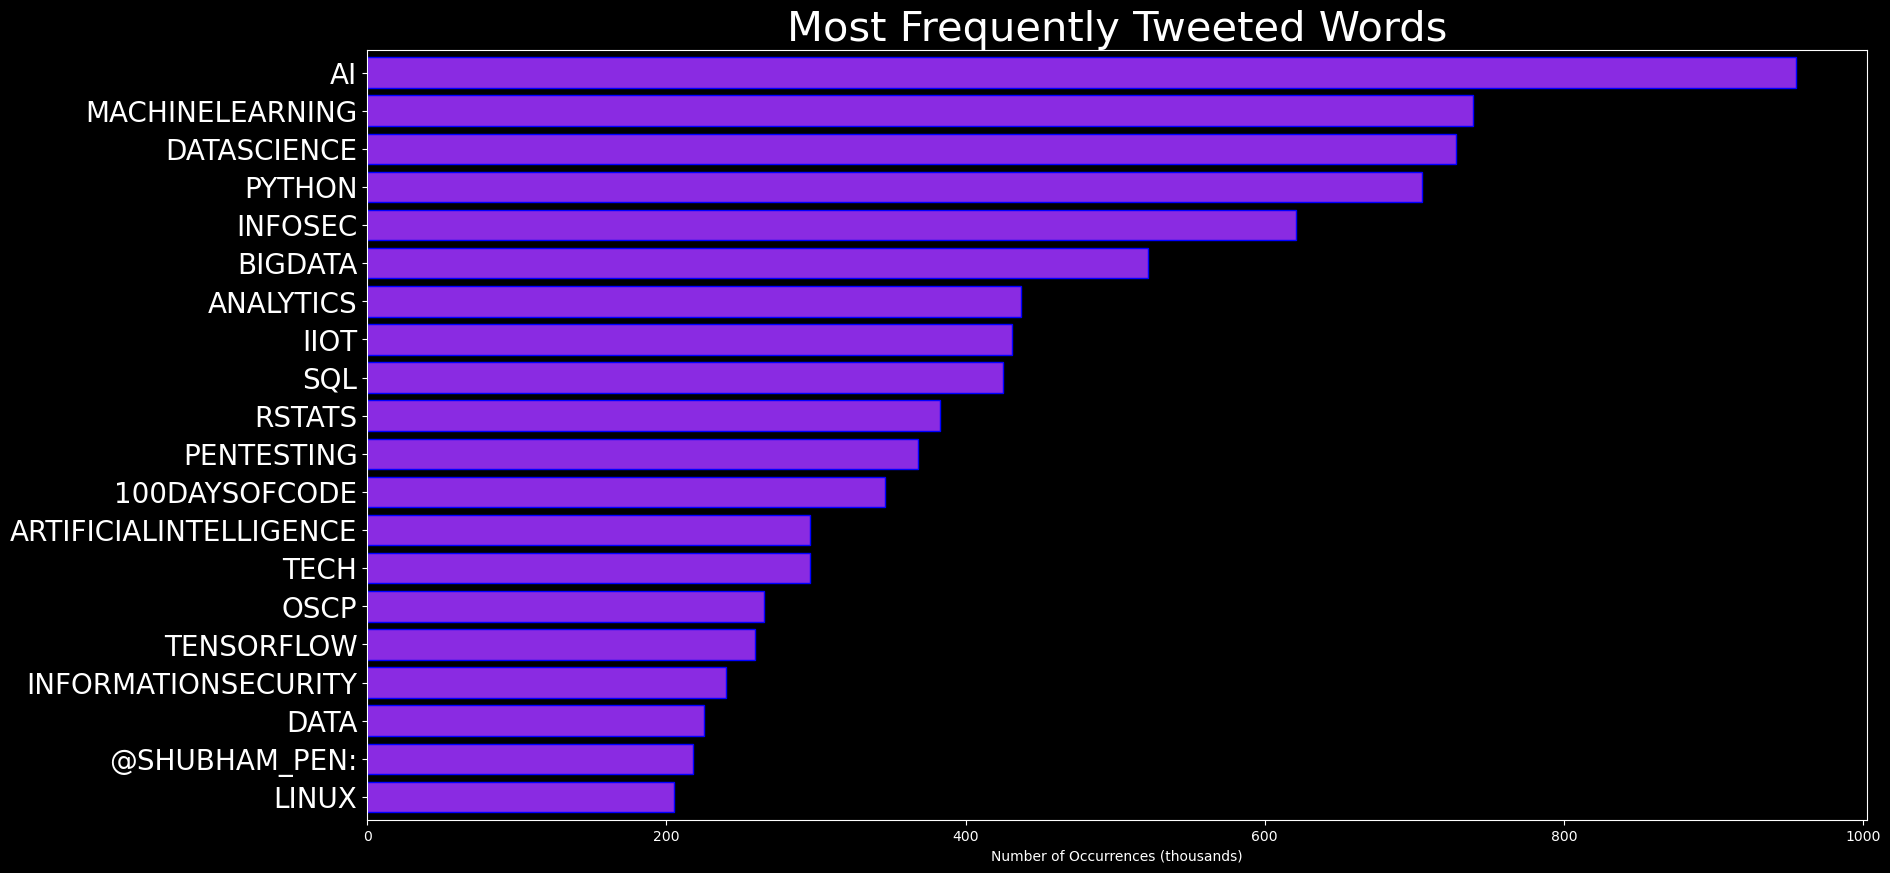 Most Frequently Tweeted Words
AI
MACHINELEARNING
DATASCIENCE
PYTHON
INFOSEC
BIGDATA
ANALYTICS
IIOT
SQL
RSTATS
PENTESTING
100DAYSOFCODE
ARTIFICIALINTELLIGENCE
TECH
OSCP
TENSORFLOW
INFORMATIONSECURITY
DATA
@SHUBHAM_PEN:
LINUX
0 200 400 600 800 1000
Number of Occurrences (thousands)